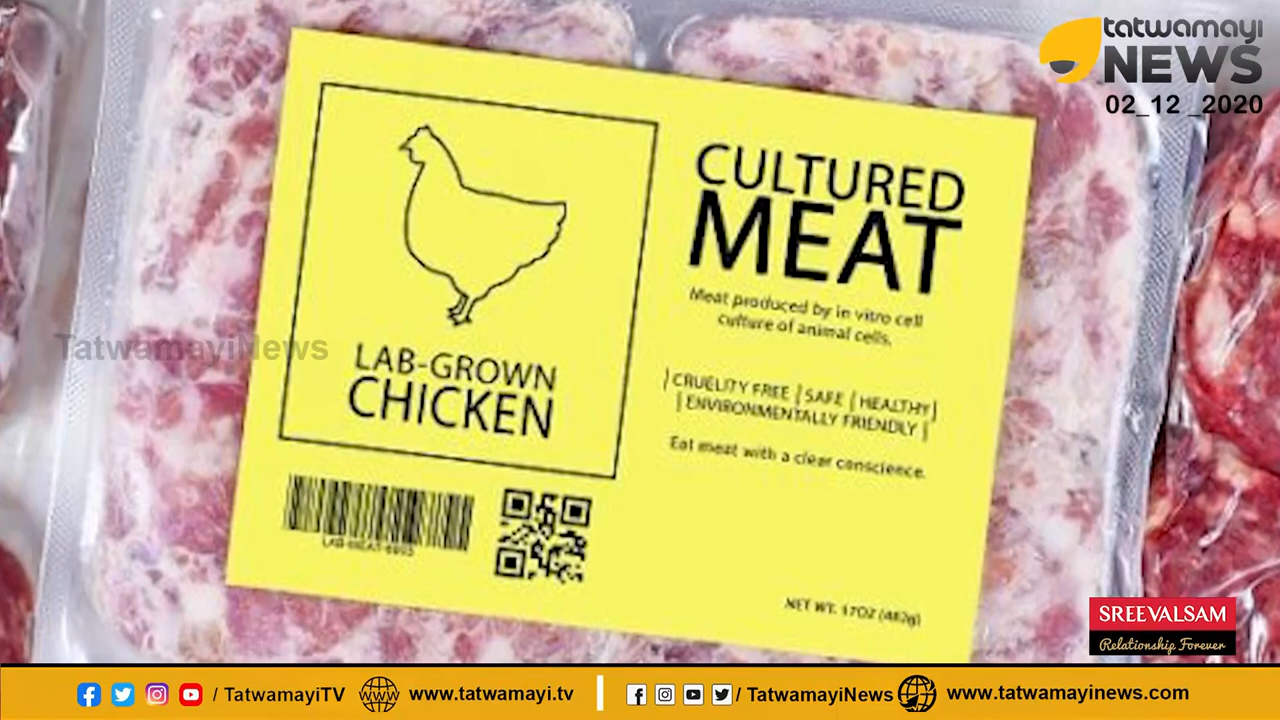 tatwamayi
NEWS
02_12 _2020
CULTURED
MEAT
Meat produced by in vitro cell
culture of animal cells.
TatwamayiNews
LAB-GROWN
CHICKEN
|CRUELITY FREE |SAFE |HEALTHY|
|ENVIRONMENTALLY FRIENDLY |
Eat meat with a clear conscience.
NET WT. 17OZ
SREEVALSAM
Relationship Forever
/ TatwamayiTV www.tatwamayi.tv / TatwamayiNews www.tatwamayinews.com